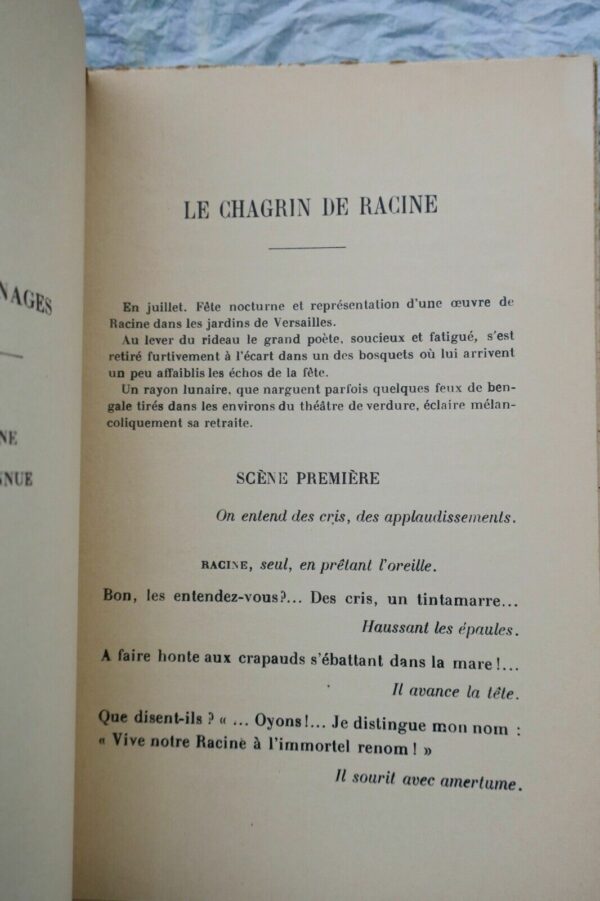 NAGES
NE
NNUE
LE CHAGRIN DE RACINE
En juillet. Fête nocturne et représentation d'une œuvre de
Racine dans les jardins de Versailles.
Au lever du rideau le grand poète, soucieux et fatigué, s'est
retiré furtivement à l'écart dans un des bosquets où lui arrivent
un peu affaiblis les échos de la fête.
Un rayon lunaire, que narguent parfois quelques feux de ben-
gale tirés dans les environs du théâtre de verdure, éclaire mélan-
coliquement sa retraite.
SCÈNE PREMIÈRE
On entend des cris, des applaudissements.
RACINE, seul, en prêtant l'oreille.
Bon, les entendez-vous?... Des cris, un tintamarre...
Haussant les épaules.
A faire honte aux crapauds s'ébattant dans la mare!...
Il avance la tête.
Que disent-ils ? « ... Oyons!... Je distingue mon nom :
« Vive notre Racine à l'immortel renom! »
Il sourit avec amertume.